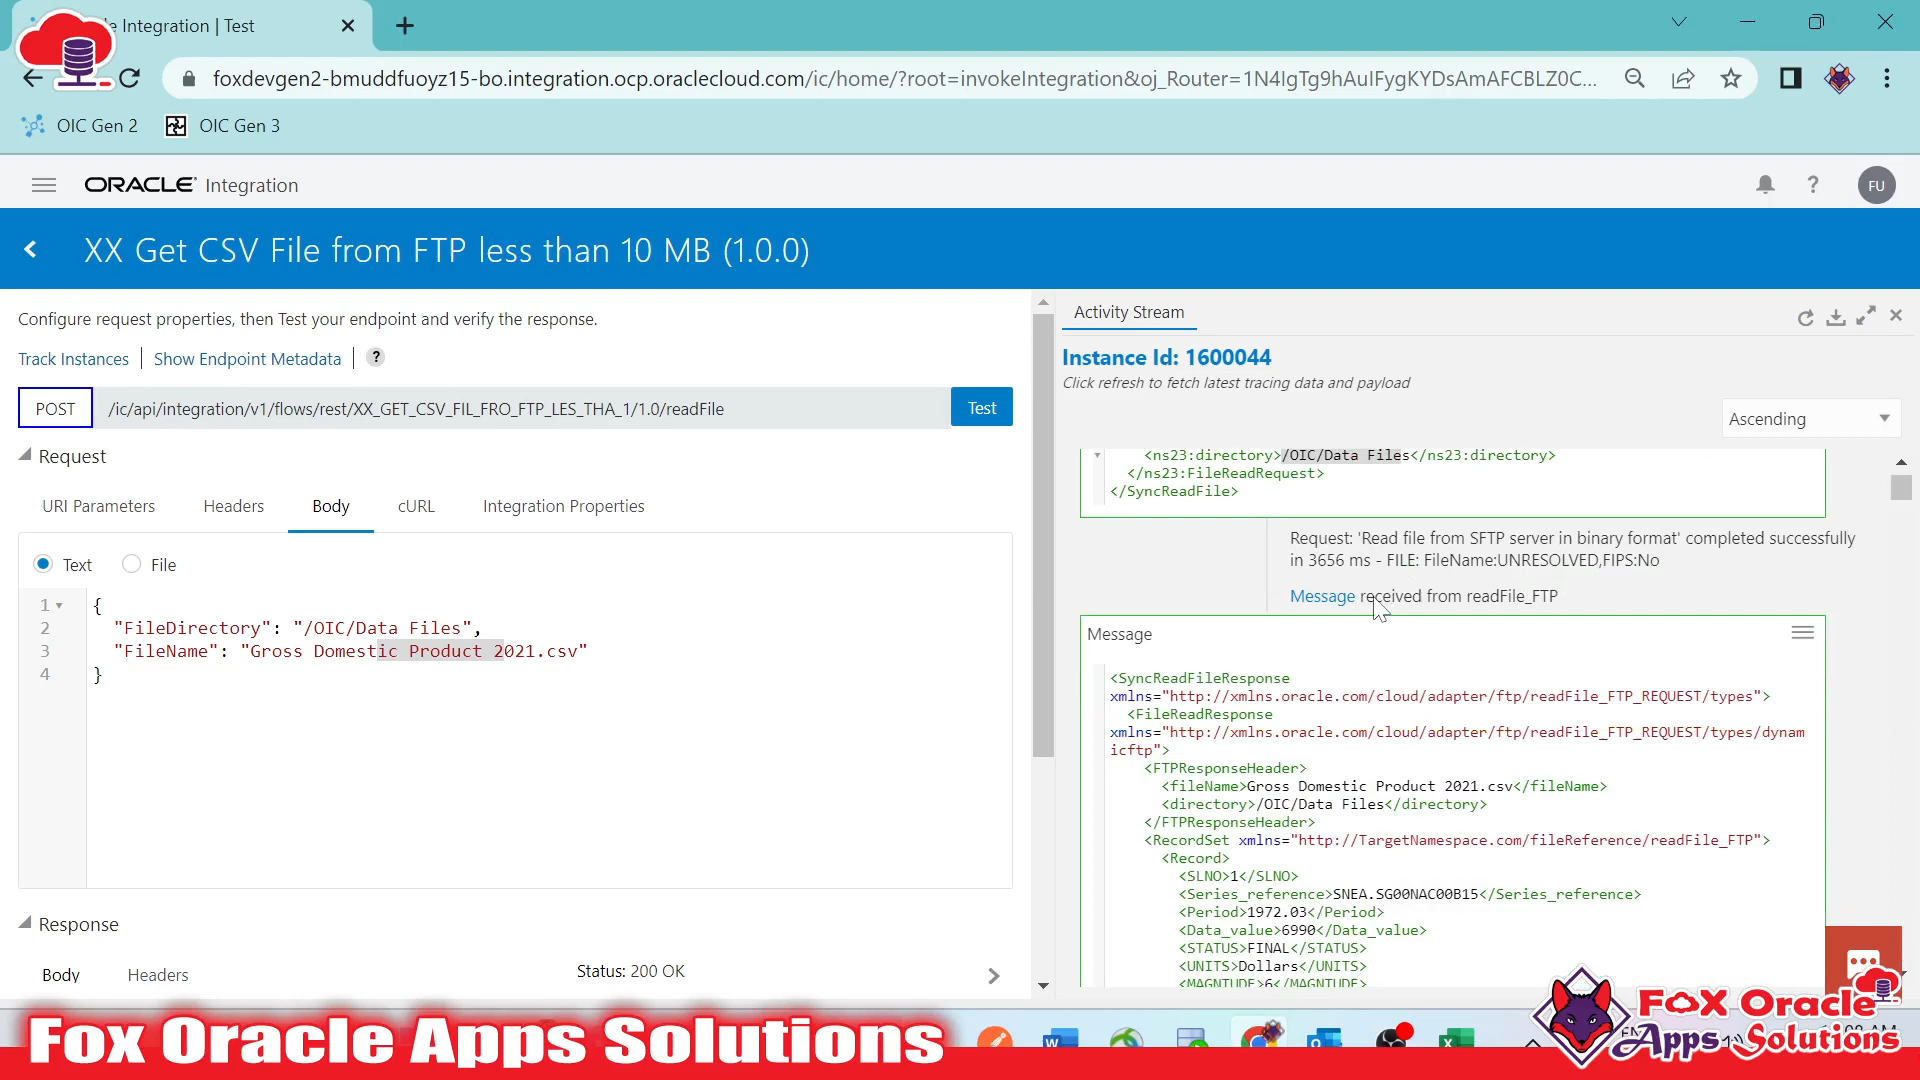 Integration | Test
foxdevgen2-bmuddfuoyz15-bo.integration.ocp.oraclecloud.com/ic/home/?root=invokeIntegration&oj_Router=1N4IgTg9hAuIFygKYDsAmAFCBLZ0C...
OIC Gen 2
OIC Gen 3
ORACLE Integration
?
FU
XX Get CSV File from FTP less than 10 MB (1.0.0)
Configure request properties, then Test your endpoint and verify the response.
Track Instances
Show Endpoint Metadata
?
POST
/ic/api/integration/v1/flows/rest/XX_GET_CSV_FIL_FRO_FTP_LES_THA_1/1.0/readFile
Test
Request
URI Parameters
Headers
Body
cURL
Integration Properties
Text
File
1 {
2 "FileDirectory": "/OIC/Data Files",
3 "FileName": "Gross Domestic Product 2021.csv"
4 }
Response
Body
Headers
Status: 200 OK
Activity Stream
Instance Id: 1600044
Click refresh to fetch latest tracing data and payload
Ascending
<ns23:directory>/OIC/Data Files</ns23:directory>
</ns23:FileReadRequest>
</SyncReadFile>
Request: 'Read file from SFTP server in binary format' completed successfully
in 3656 ms - FILE: FileName:UNRESOLVED,FIPS:No
Message received from readFile_FTP
Message
<SyncReadFileResponse
xmlns="http://xmlns.oracle.com/cloud/adapter/ftp/readFile_FTP_REQUEST/types">
<FileReadResponse
xmlns="http://xmlns.oracle.com/cloud/adapter/ftp/readFile_FTP_REQUEST/types/dynam
icftp">
<FTPResponseHeader>
<fileName>Gross Domestic Product 2021.csv</fileName>
<directory>/OIC/Data Files</directory>
</FTPResponseHeader>
<RecordSet xmlns="http://TargetNamespace.com/fileReference/readFile_FTP">
<Record>
<SLNO>1</SLNO>
<Series_reference>SNEA.SG00NAC00B15</Series_reference>
<Period>1972.03</Period>
<Data_value>6990</Data_value>
<STATUS>FINAL</STATUS>
<UNITS>Dollars</UNITS>
<MAGNTUDE>6</MAGNTUDE>
Fox Oracle Apps Solutions
FoX Oracle
Apps Solutions